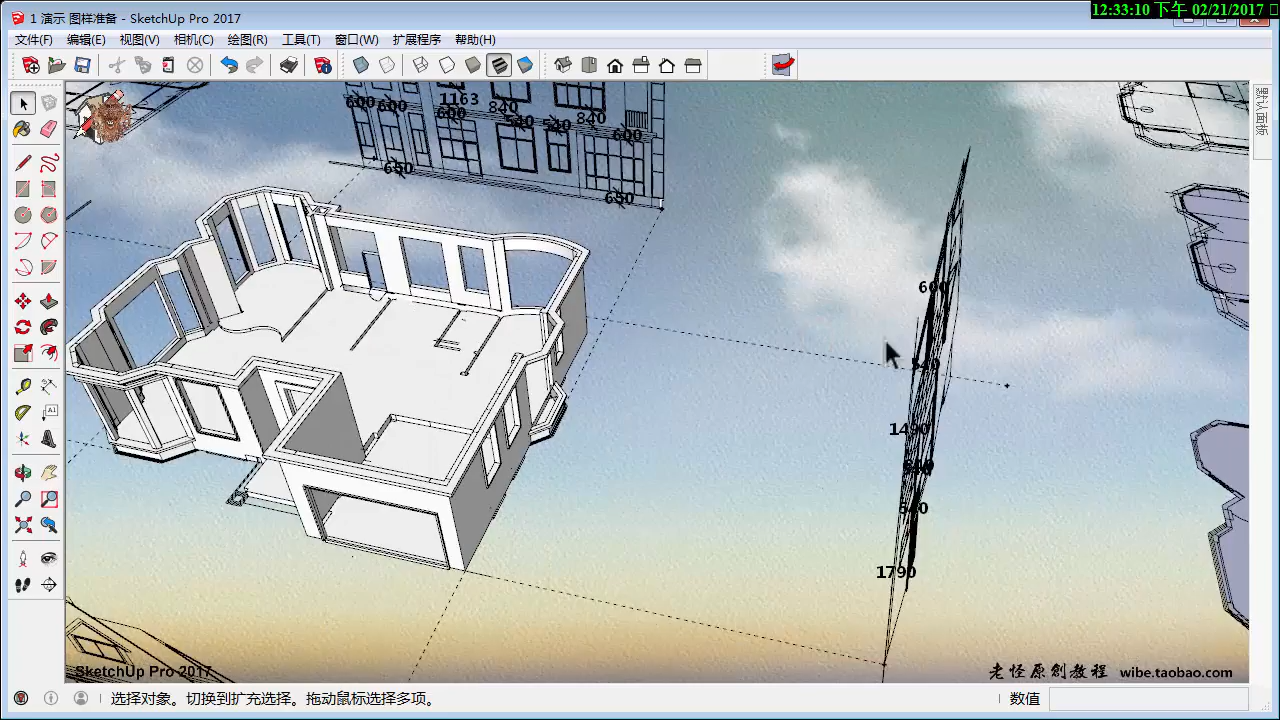 12:33:10 下午 02/21/2017
1 演示 图样准备 - SketchUp Pro 2017
文件(F) 编辑(E) 视图(V) 相机(C) 绘图(R) 工具(T) 窗口(W) 扩展程序 帮助(H)
默认面板
600 600 1163 840
600 540 540 840 600
650
650
600
540
1490
540
1790
SketchUp Pro 2017
老怪原创教程 wibe.taobao.com
选择对象。切换到扩充选择。拖动鼠标选择多项。
数值